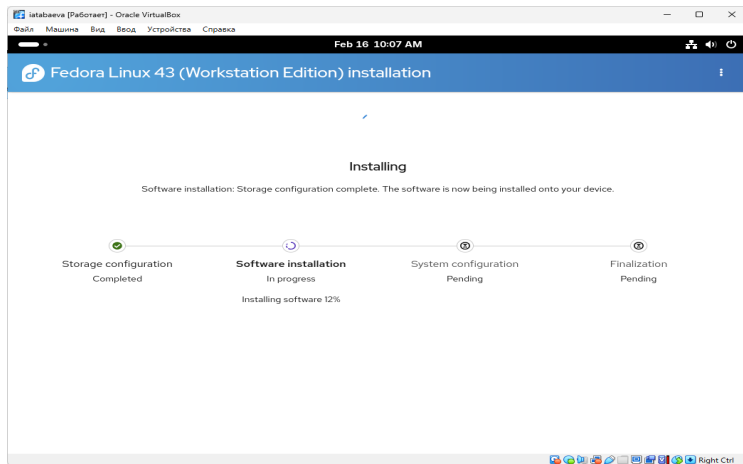 iatabaeva [Работает] - Oracle VirtualBox
Файл Машина Вид Ввод Устройства Справка
Feb 16 10:07 AM
Fedora Linux 43 (Workstation Edition) installation
Installing
Software installation: Storage configuration complete. The software is now being installed onto your device.
Storage configuration Software installation System configuration Finalization
Completed In progress Pending Pending
Installing software 12%
Right Ctrl